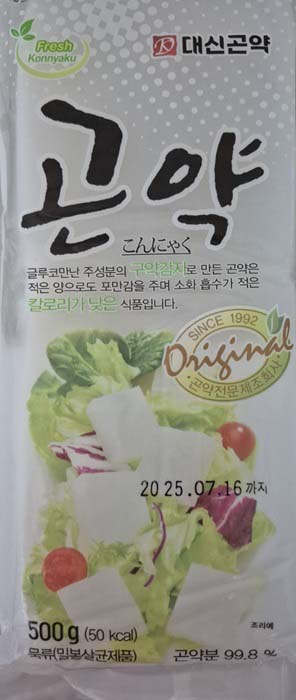 Fresh
Konnyaku
대신곤약
곤약
こんにゃく
글루코만난 주성분의 구약감자로 만든 곤약은
적은 양으로도 포만감을 주며 소화 흡수가 적은
칼로리가 낮은 식품입니다.
SINCE 1992
Original
곤약전문제조회사
2025.07.16까지
조리예
500g (50 kcal)
묵류(밀봉살균제품)
곤약분 99.8 %